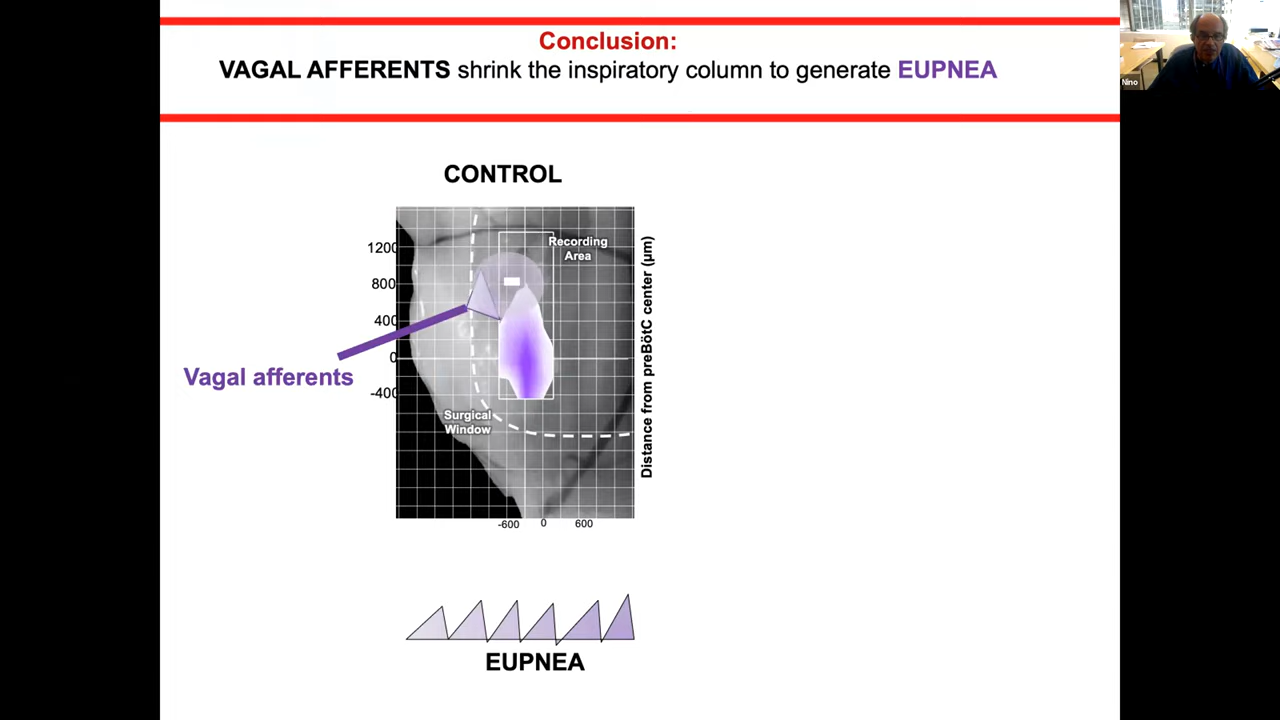 Conclusion:
VAGAL AFFERENTS shrink the inspiratory column to generate EUPNEA
Nino
CONTROL
Recording
Area
1200
800
400
0
-400
Distance from preBötC center (µm)
Vagal afferents
Surgical
Window
-600 0 600
EUPNEA